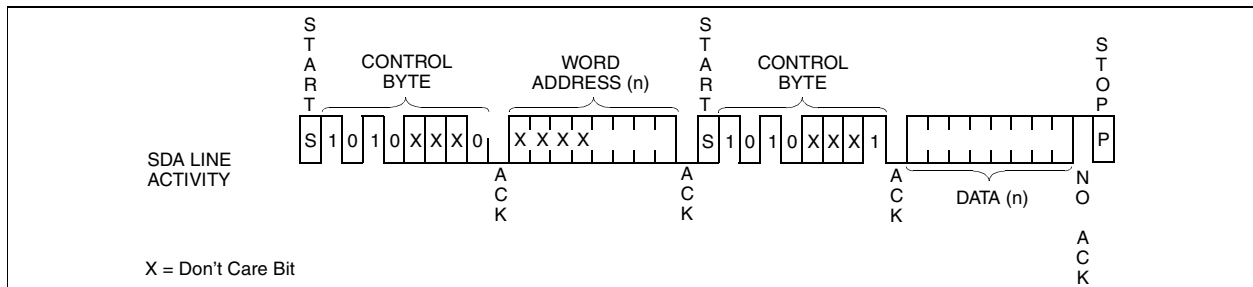 START
CONTROL
BYTE
WORD
ADDRESS (n)
START
CONTROL
BYTE
STOP
SDA LINE
ACTIVITY
S 1 0 1 0 X X X 0
X X X X
S 1 0 1 0 X X X 1
P
ACK
ACK
ACK
DATA (n)
NO ACK
X = Don't Care Bit